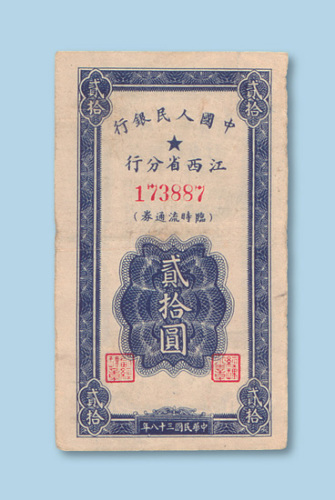 貳拾
貳拾
中國人民銀行
★
江西省分行
173887
(臨時流通券)
貳拾圓
貳拾
貳拾
中華民國三十八年